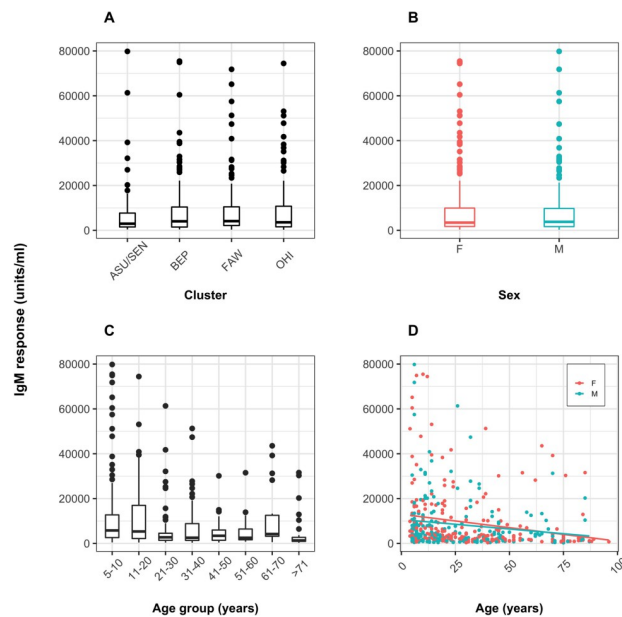 A
B
80000
60000
40000
20000
0
ASU/SEN
BEP
FAW
OHI
Cluster
80000
60000
40000
20000
0
F
M
Sex
IgM response (units/ml)
C
D
80000
60000
40000
20000
0
5-10
11-20
21-30
31-40
41-50
51-60
61-70
>71
Age group (years)
80000
60000
40000
20000
0
F
M
0
25
50
75
100
Age (years)